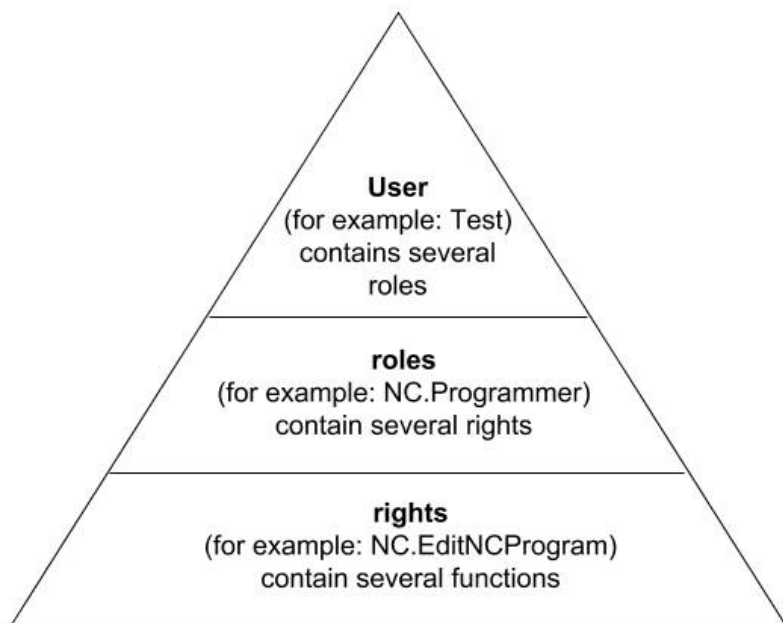 User
(for example: Test)
contains several
roles
roles
(for example: NC.Programmer)
contain several rights
rights
(for example: NC.EditNCProgram)
contain several functions